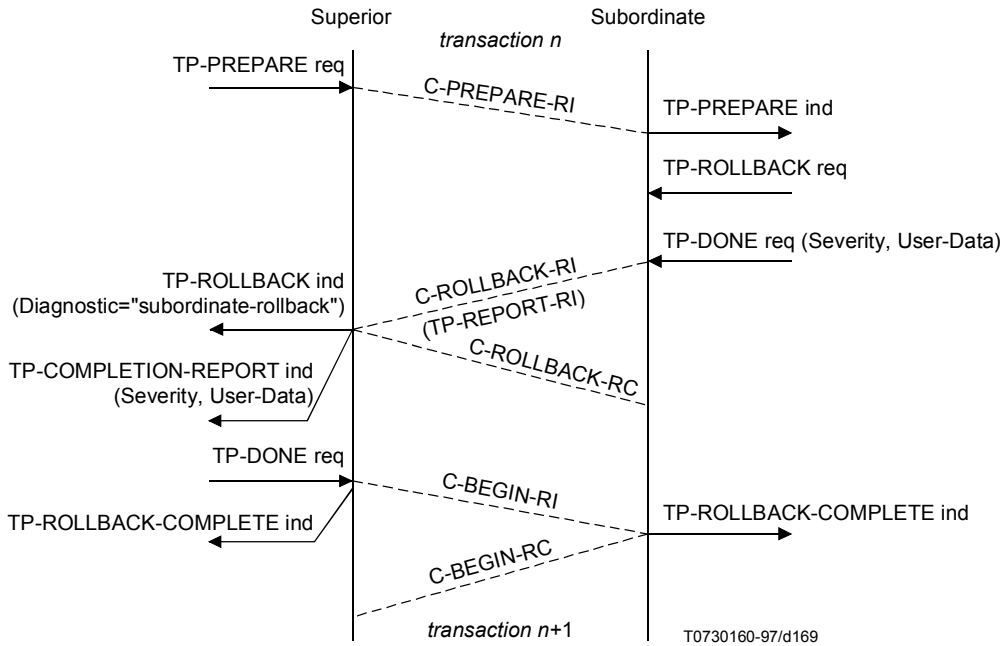 Superior
Subordinate
transaction n
TP-PREPARE req
C-PREPARE-RI
TP-PREPARE ind
TP-ROLLBACK req
TP-DONE req (Severity, User-Data)
TP-ROLLBACK ind
(Diagnostic="subordinate-rollback")
C-ROLLBACK-RI
(TP-REPORT-RI)
C-ROLLBACK-RC
TP-COMPLETION-REPORT ind
(Severity, User-Data)
TP-DONE req
C-BEGIN-RI
TP-ROLLBACK-COMPLETE ind
TP-ROLLBACK-COMPLETE ind
C-BEGIN-RC
transaction n+1
T0730160-97/d169